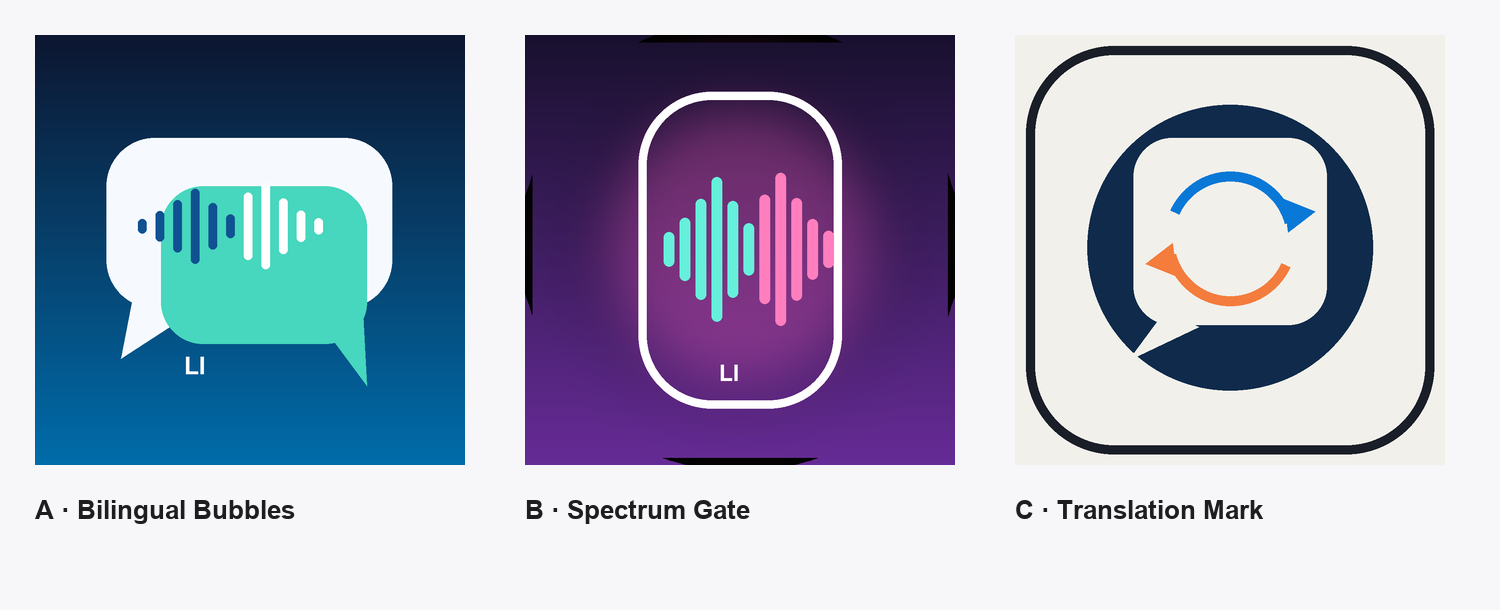 LI
LI
A · Bilingual Bubbles
B · Spectrum Gate
C · Translation Mark